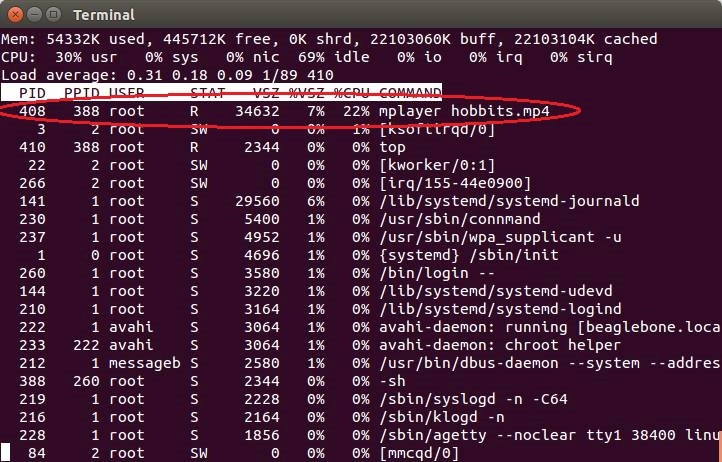 Terminal
Mem: 54332K used, 445712K free, 0K shrd, 22103060K buff, 22103104K cached
CPU:  30% usr   0% sys   0% nic  69% idle   0% io   0% irq   0% sirq
Load average: 0.31 0.18 0.09 1/89 410
  PID  PPID USER     STAT   VSZ %VSZ %CPU COMMAND
  408   388 root     R    34632   7%  22% mplayer hobbits.mp4
    3     2 root     SW       0   0%   1% [ksoftirqd/0]
  410   388 root     R     2344   0%   0% top
   22     2 root     SW       0   0%   0% [kworker/0:1]
  266     2 root     SW       0   0%   0% [irq/155-44e0900]
  141     1 root     S    29560   6%   0% /lib/systemd/systemd-journald
  230     1 root     S     5400   1%   0% /usr/sbin/connmand
  237     1 root     S     4952   1%   0% /usr/sbin/wpa_supplicant -u
    1     0 root     S     4696   1%   0% {systemd} /sbin/init
  260     1 root     S     3580   1%   0% /bin/login --
  144     1 root     S     3220   1%   0% /lib/systemd/systemd-udevd
  210     1 root     S     3164   1%   0% /lib/systemd/systemd-logind
  222     1 avahi    S     3064   1%   0% avahi-daemon: running [beaglebone.loca
  233   222 avahi    S     3064   1%   0% avahi-daemon: chroot helper
  212     1 messageb S     2580   1%   0% /usr/bin/dbus-daemon --system --addres
  388   260 root     S     2344   0%   0% -sh
  219     1 root     S     2228   0%   0% /sbin/syslogd -n -C64
  216     1 root     S     2164   0%   0% /sbin/klogd -n
  228     1 root     S     1856   0%   0% /sbin/agetty --noclear tty1 38400 linu
   84     2 root     SW       0   0%   0% [mmcqd/0]